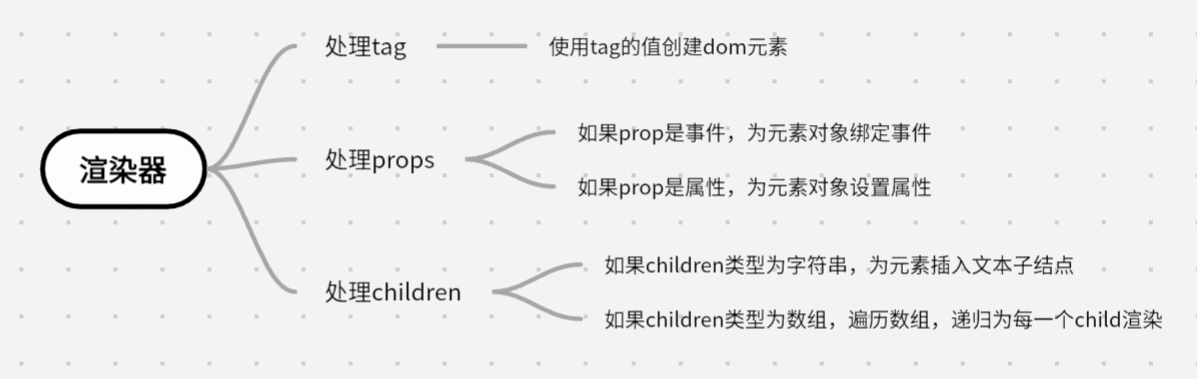 处理tag
使用tag的值创建dom元素
如果prop是事件，为元素对象绑定事件
渲染器
处理props
如果prop是属性，为元素对象设置属性
如果children类型为字符串，为元素插入文本子结点
处理children
如果children类型为数组，遍历数组，递归为每一个child渲染